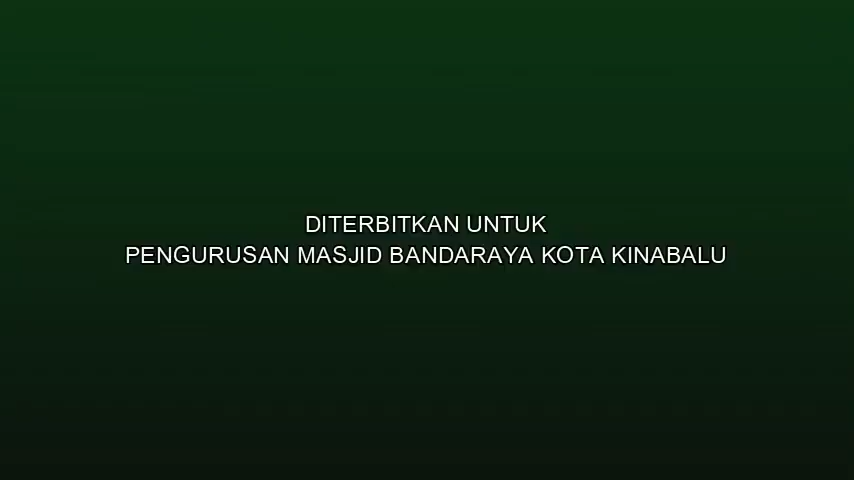 DITERBITKAN UNTUK
PENGURUSAN MASJID BANDARAYA KOTA KINABALU